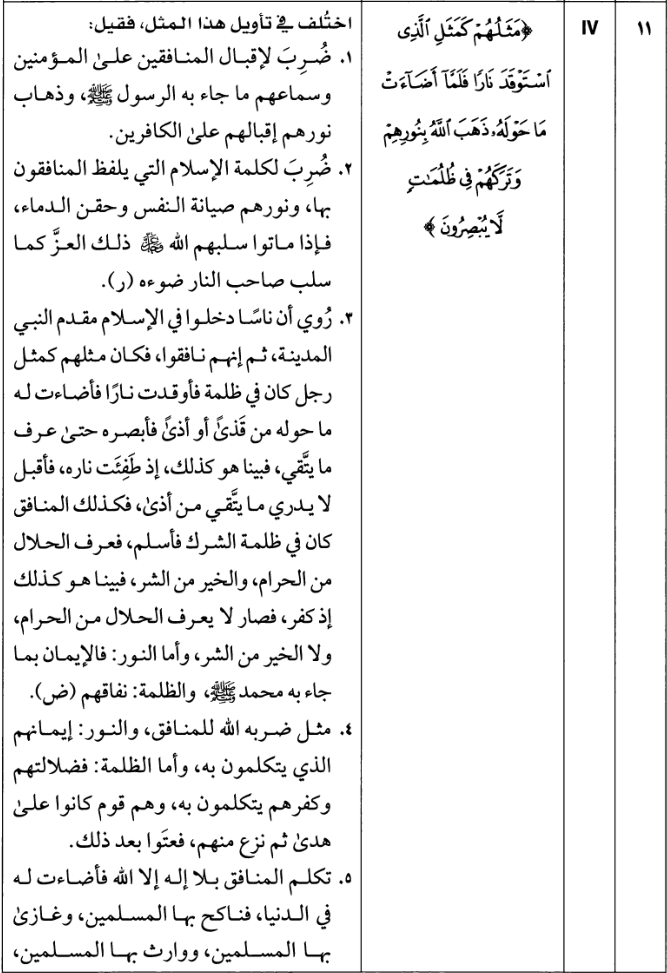 ١١
١٧
﴿مَثَلُهُمْ كَمَثَلِ ٱلَّذِى
ٱسْتَوْقَدَ نَارًا فَلَمَّآ أَضَآءَتْ
مَا حَوْلَهُۥ ذَهَبَ ٱللَّهُ بِنُورِهِمْ
وَتَرَكَهُمْ فِى ظُلُمَٰتٍ
لَّا يُبْصِرُونَ﴾
اختُلف في تأويل هذا المثل، فقيل:
١. ضُرِبَ لإقبال المنافقين علىٰ المؤمنين
وسماعهم ما جاء به الرسول ﷺ، وذهاب
نورهم إقبالهم علىٰ الكافرين.
٢. ضُرِبَ لكلمة الإسلام التي يلفظ المنافقون
بها، ونورهم صيانة النفس وحقن الدماء،
فإذا ماتوا سلبهم الله ﷻ ذلك العزَّ كما
سلب صاحب النار ضوءه (ر).
٣. رُوي أن ناسًا دخلوا في الإسلام مقدم النبي
المدينة، ثم إنهم نافقوا، فكان مثلهم كمثل
رجل كان في ظلمة فأوقدت نارًا فأضاءت له
ما حوله من قَذىً أو أذىً فأبصره حتىٰ عرف
ما يتَّقي، فبينا هو كذلك، إذ طَفِئَت ناره، فأقبل
لا يدري ما يتَّقي من أذىٰ، فكذلك المنافق
كان في ظلمة الشرك فأسلم، فعرف الحلال
من الحرام، والخير من الشر، فبينا هو كذلك
إذ كفر، فصار لا يعرف الحلال من الحرام،
ولا الخير من الشر، وأما النور: فالإيمان بما
جاء به محمد ﷺ، والظلمة: نفاقهم (ض).
٤. مثل ضربه الله للمنافق، والنور: إيمانهم
الذي يتكلمون به، وأما الظلمة: فضلالتهم
وكفرهم يتكلمون به، وهم قوم كانوا علىٰ
هدىٰ ثم نزع منهم، فعتَوا بعد ذلك.
٥. تكلم المنافق بلا إله إلا الله فأضاءت له
في الدنيا، فناكح بها المسلمين، وغازىٰ
بها المسلمين، ووارث بها المسلمين،